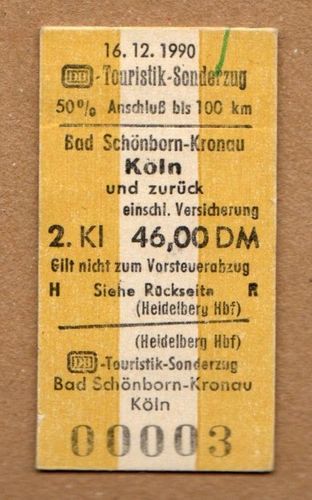 16. 12. 1990
DB-Touristik-Sonderzug
50% Anschluß bis 100 km
Bad Schönborn-Kronau
Köln
und zurück
einschl. Versicherung
2. Kl 46,00 DM
Gilt nicht zum Vorsteuerabzug
H Siehe Rückseite R
(Heidelberg Hbf)
(Heidelberg Hbf)
DB-Touristik-Sonderzug
Bad Schönborn-Kronau
Köln
00003